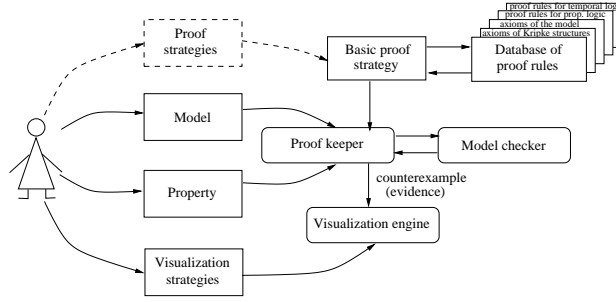 proof rules for temporal log
proof rules for prop. logic
axioms of the model
axioms of Kripke structures
Proof
strategies
Basic proof
strategy
Database of
proof rules
Model
Proof keeper
Model checker
Property
counterexample
(evidence)
Visualization engine
Visualization
strategies